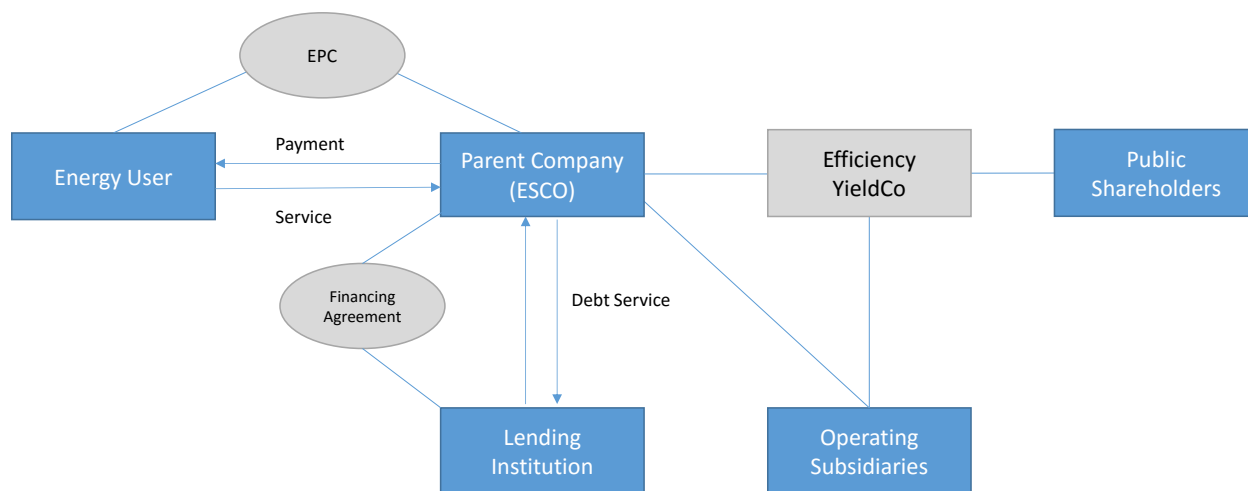 EPC
Energy User
Payment
Service
Parent Company
(ESCO)
Efficiency
YieldCo
Public
Shareholders
Financing
Agreement
Debt Service
Lending
Institution
Operating
Subsidiaries